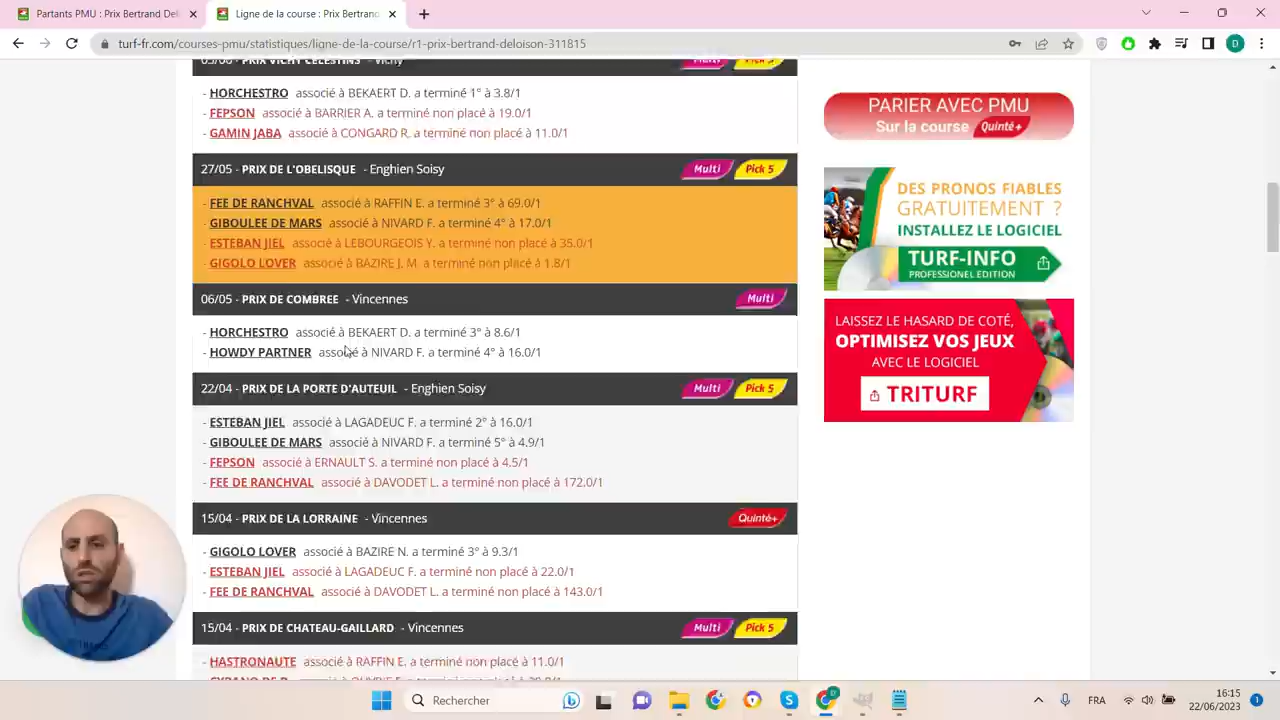 Partants Prix Bertrand Delois
Ligne de la course : Prix Bertran
turf-fr.com/courses-pmu/statistiques/ligne-de-course/r1-prix-bertrand-deloison-311815
D
03/06 - PRIX VICHY CELESTINS - Vichy
Multi Pick 5
- HORCHESTRO associé à BEKAERT D. a terminé 1° à 3.8/1
- FEPSON associé à BARRIER A. a terminé non placé à 19.0/1
- GAMIN JABA associé à CONGARD R. a terminé non placé à 11.0/1
27/05 - PRIX DE L'OBELISQUE - Enghien Soisy
Multi Pick 5
- FEE DE RANCHVAL associé à RAFFIN E. a terminé 3° à 69.0/1
- GIBOULEE DE MARS associé à NIVARD F. a terminé 4° à 17.0/1
- ESTEBAN JIEL associé à LEBOURGEOIS Y. a terminé non placé à 35.0/1
- GIGOLO LOVER associé à BAZIRE J. M. a terminé non placé à 1.8/1
06/05 - PRIX DE COMBREE - Vincennes
Multi
- HORCHESTRO associé à BEKAERT D. a terminé 3° à 8.6/1
- HOWDY PARTNER associé à NIVARD F. a terminé 4° à 16.0/1
22/04 - PRIX DE LA PORTE D'AUTEUIL - Enghien Soisy
Multi Pick 5
- ESTEBAN JIEL associé à LAGADEUC F. a terminé 2° à 16.0/1
- GIBOULEE DE MARS associé à NIVARD F. a terminé 5° à 4.9/1
- FEPSON associé à ERNAULT S. a terminé non placé à 4.5/1
- FEE DE RANCHVAL associé à DAVODET L. a terminé non placé à 172.0/1
15/04 - PRIX DE LA LORRAINE - Vincennes
Quinté+
- GIGOLO LOVER associé à BAZIRE N. a terminé 3° à 9.3/1
- ESTEBAN JIEL associé à LAGADEUC F. a terminé non placé à 22.0/1
- FEE DE RANCHVAL associé à DAVODET L. a terminé non placé à 143.0/1
15/04 - PRIX DE CHATEAU-GAILLARD - Vincennes
Multi Pick 5
- HASTRONAUTE associé à RAFFIN E. a terminé non placé à 11.0/1
PARIER AVEC PMU
Sur la course Quinté+
DES PRONOS FIABLES
GRATUITEMENT ?
INSTALLEZ LE LOGICIEL
TURF-INFO
PROFESSIONEL EDITION
LAISSEZ LE HASARD DE COTÉ,
OPTIMISEZ VOS JEUX
AVEC LE LOGICIEL
TRITURF
Rechercher
FRA
16:15
22/06/2023